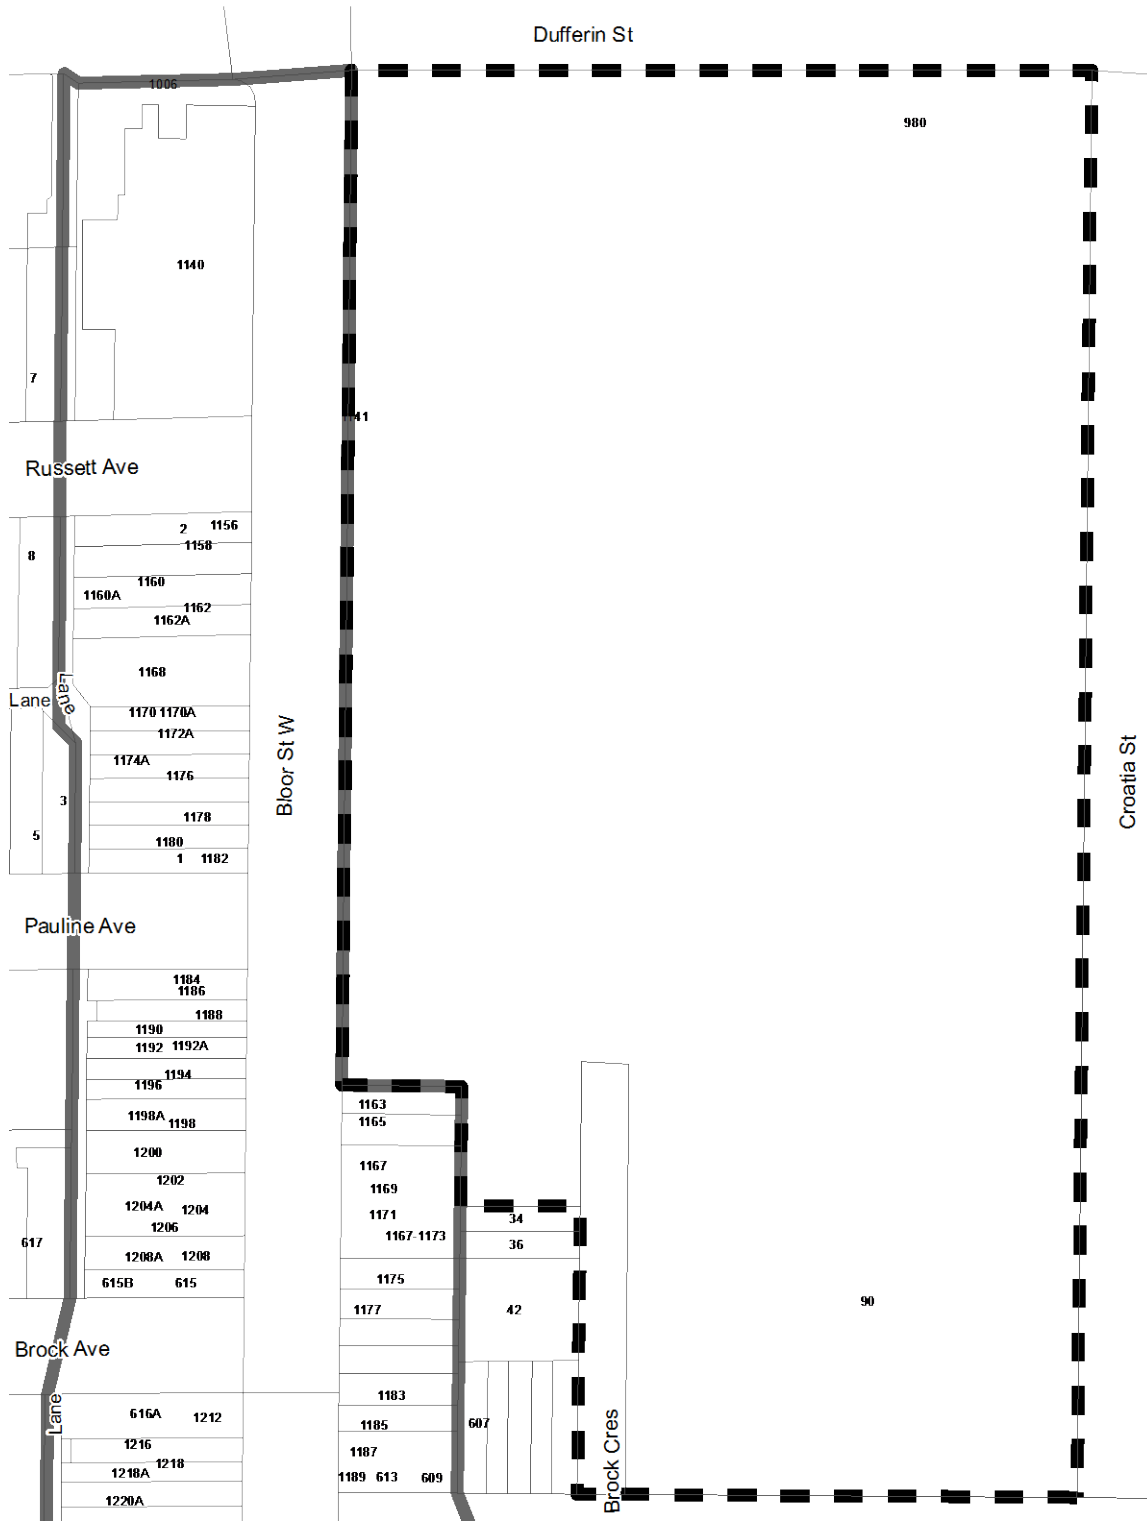 Dufferin St
1006
980
1140
7
1141
Russett Ave
2
1156
1158
8
1160
1160A
1162
1162A
1168
Lane
Lane
1170 1170A
1172A
1174A
1176
3
1178
5
1180
1
1182
Bloor St W
Croatia St
Pauline Ave
1184
1186
1188
1190
1192
1192A
1194
1196
1198A
1198
1163
1165
1200
1167
1202
1169
1204A
1204
1171
1206
1167-1173
34
36
617
1208A
1208
615B
615
1175
1177
42
90
Brock Ave
Lane
616A
1212
1183
1185
607
1216
1218
1218A
1187
1189
613
609
1220A
Brock Cres